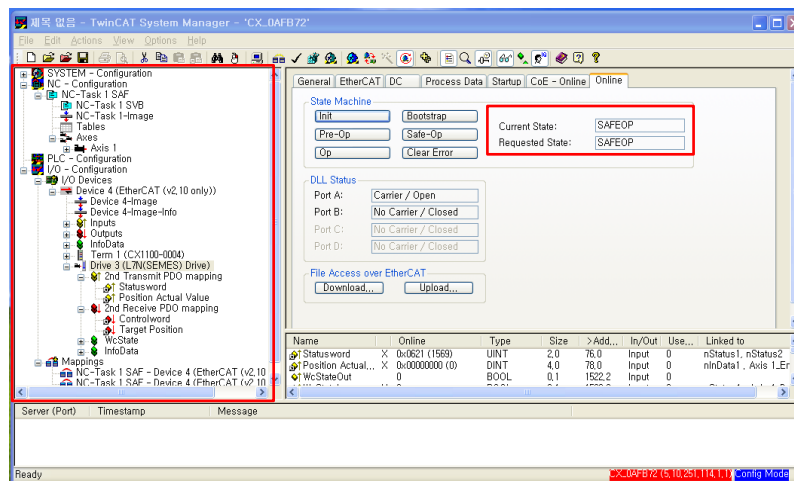 제목 없음 - TwinCAT System Manager - 'CX_0AFB72'
File Edit Actions View Options Help
SYSTEM - Configuration
NC - Configuration
NC-Task 1 SAF
NC-Task 1 SVB
NC-Task 1-Image
Tables
Axes
Axis 1
PLC - Configuration
I/O - Configuration
I/O Devices
Device 4 (EtherCAT (v2,10 only))
Device 4-Image
Device 4-Image-Info
Inputs
Outputs
InfoData
Term 1 (CX1100-0004)
Drive 3 (L7N(SEMES) Drive)
2nd Transmit PDO mapping
Statusword
Position Actual Value
2nd Receive PDO mapping
Controlword
Target Position
WcState
InfoData
Mappings
NC-Task 1 SAF - Device 4 (EtherCAT (v2,10
NC-Task 1 SVB - Device 4 (EtherCAT (v2,10
General EtherCAT DC Process Data Startup CoE - Online Online
State Machine
Init Bootstrap
Pre-Op Safe-Op
Op Clear Error
Current State: SAFEOP
Requested State: SAFEOP
DLL Status
Port A: Carrier / Open
Port B: No Carrier / Closed
Port C: No Carrier / Closed
Port D: No Carrier / Closed
File Access over EtherCAT
Download,,, Upload,,,
Name Online Type Size >Add,,, In/Out Use,,, Linked to
Statusword X 0x0621 (1569) UINT 2,0 76,0 Input 0 nStatus1, nStatus2
Position Actual,,, X 0x00000000 (0) DINT 4,0 78,0 Input 0 nInData1 , Axis 1_Er
WcStateOut 0 BOOL 0,1 1522,2 Input 0
Server (Port) Timestamp Message
Ready
CX_0AFB72 (5,10,251,114,1,1) Config Mode